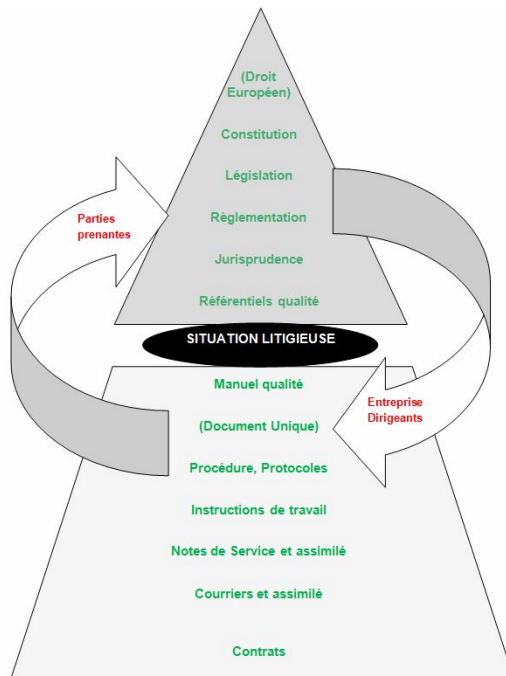 (Droit
Européen)
Constitution
Législation
Parties
prenantes
Règlementation
Jurisprudence
Référentiels qualité
SITUATION LITIGIEUSE
Manuel qualité
Entreprise
Dirigeants
(Document Unique)
Procédure, Protocoles
Instructions de travail
Notes de Service et assimilé
Courriers et assimilé
Contrats